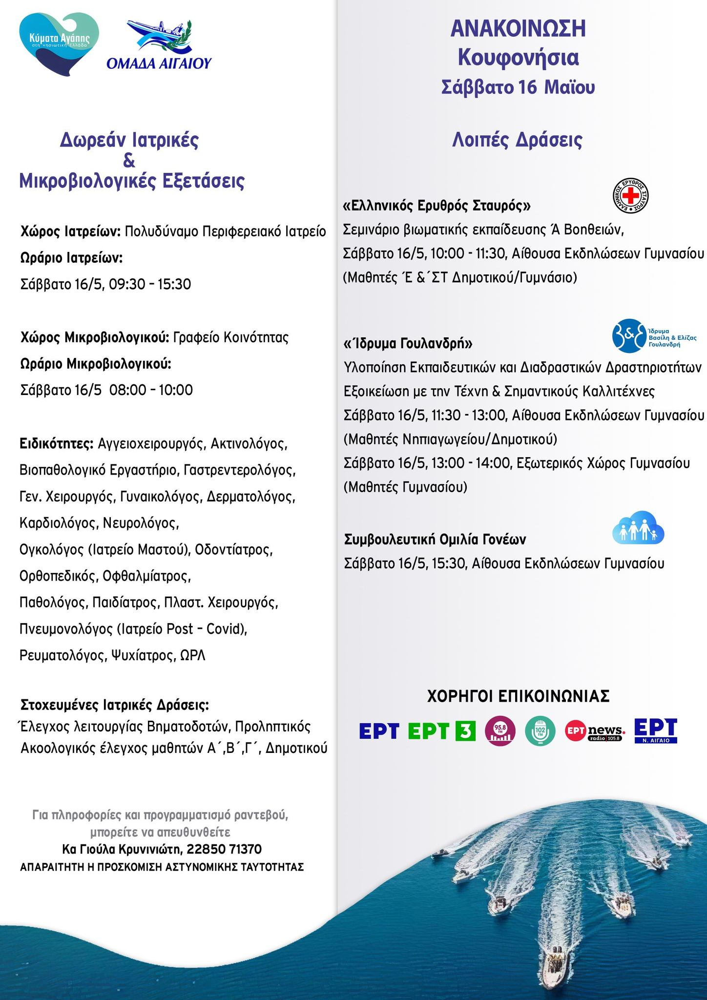 Κύματα Αγάπης
στη νησιωτική Ελλάδα
ΟΜΑΔΑ ΑΙΓΑΙΟΥ
Δωρεάν Ιατρικές
&
Μικροβιολογικές Εξετάσεις
Χώρος Ιατρείων: Πολυδύναμο Περιφερειακό Ιατρείο
Ωράριο Ιατρείων:
Σάββατο 16/5, 09:30 – 15:30
Χώρος Μικροβιολογικού: Γραφείο Κοινότητας
Ωράριο Μικροβιολογικού:
Σάββατο 16/5 08:00 – 10:00
Ειδικότητες: Αγγειοχειρουργός, Ακτινολόγος,
Βιοπαθολογικό Εργαστήριο, Γαστρεντερολόγος,
Γεν. Χειρουργός, Γυναικολόγος, Δερματολόγος,
Καρδιολόγος, Νευρολόγος,
Ογκολόγος (Ιατρείο Μαστού), Οδοντίατρος,
Ορθοπεδικός, Οφθαλμίατρος,
Παθολόγος, Παιδίατρος, Πλαστ. Χειρουργός,
Πνευμονολόγος (Ιατρείο Post – Covid),
Ρευματολόγος, Ψυχίατρος, ΩΡΛ
Στοχευμένες Ιατρικές Δράσεις:
Έλεγχος λειτουργίας Βηματοδοτών, Προληπτικός
Ακοολογικός έλεγχος μαθητών Α΄,Β΄,Γ΄, Δημοτικού
Για πληροφορίες και προγραμματισμό ραντεβού,
μπορείτε να απευθυνθείτε
Κα Γιούλα Κρυνινιώτη, 22850 71370
ΑΠΑΡΑΙΤΗΤΗ Η ΠΡΟΣΚΟΜΙΣΗ ΑΣΤΥΝΟΜΙΚΗΣ ΤΑΥΤΟΤΗΤΑΣ
ΑΝΑΚΟΙΝΩΣΗ
Κουφονήσια
Σάββατο 16 Μαϊου
Λοιπές Δράσεις
ΕΛΛΗΝΙΚΟΣ ΕΡΥΘΡΟΣ ΣΤΑΥΡΟΣ
«Ελληνικός Ερυθρός Σταυρός»
Σεμινάριο βιωματικής εκπαίδευσης Ά Βοηθειών,
Σάββατο 16/5, 10:00 - 11:30, Αίθουσα Εκδηλώσεων Γυμνασίου
(Μαθητές Έ &΄ΣΤ Δημοτικού/Γυμνάσιο)
B&E
Ίδρυμα
Βασίλη & Ελίζας
Γουλανδρή
«Ίδρυμα Γουλανδρή»
Υλοποίηση Εκπαιδευτικών και Διαδραστικών Δραστηριοτήτων
Εξοικείωση με την Τέχνη & Σημαντικούς Καλλιτέχνες
Σάββατο 16/5, 11:30 - 13:00, Αίθουσα Εκδηλώσεων Γυμνασίου
(Μαθητές Νηπιαγωγείου/Δημοτικού)
Σάββατο 16/5, 13:00 - 14:00, Εξωτερικός Χώρος Γυμνασίου
(Μαθητές Γυμνασίου)
Συμβουλευτική Ομιλία Γονέων
Σάββατο 16/5, 15:30, Αίθουσα Εκδηλώσεων Γυμνασίου
ΧΟΡΗΓΟΙ ΕΠΙΚΟΙΝΩΝΙΑΣ
ΕΡΤ
ΕΡΤ 3
95.8
FM
102
FM
ΕΡΤ news.
radio 105.8
ΕΡΤ
Ν. ΑΙΓΑΙΟ